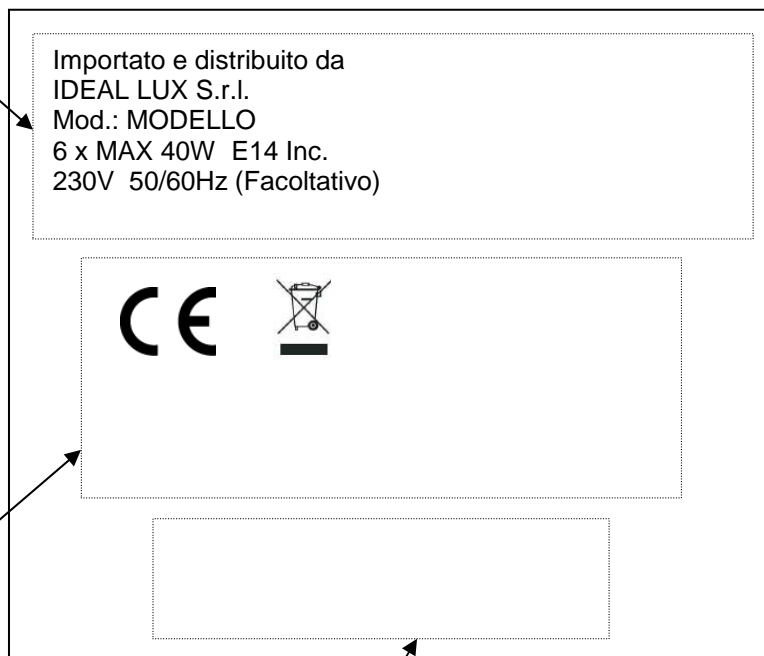 Importato e distribuito da
IDEAL LUX S.r.l.
Mod.: MODELLO
6 x MAX 40W E14 Inc.
230V 50/60Hz (Facoltativo)
CE